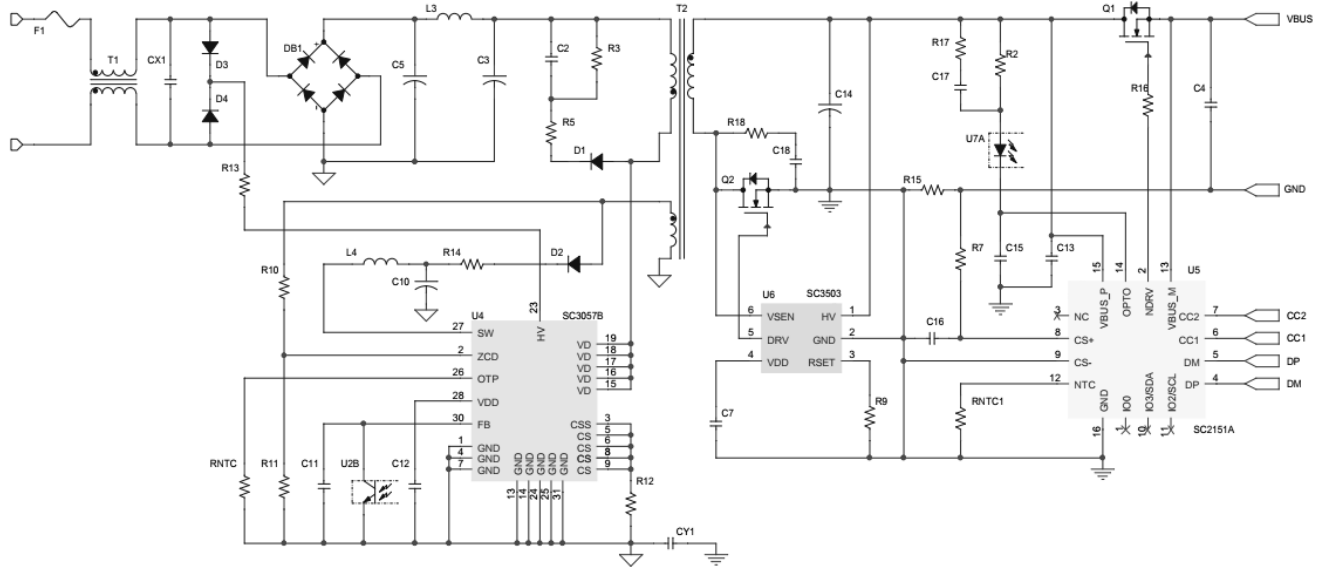 F1
T1
CX1
D3
D4
DB1
+
-
L3
C5
C3
C2
R3
R5
D1
T2
R13
R10
L4
C10
R14
D2
R18
C18
Q2
C14
R17
C17
R2
U7A
Q1
R16
C4
VBUS
GND
R15
R7
C15
C13
U4
SC3057B
23
HV
27 SW
2 ZCD
26 OTP
28 VDD
30 FB
1 GND
4 GND
7 GND
VD 19
VD 18
VD 17
VD 16
VD 15
CSS 3
CS 5
CS 6
CS 8
CS 9
GND GND GND GND GND
13 14 24 25 31
RNTC
R11
C11
U2B
C12
R12
CY1
U6
SC3503
6 VSEN
5 DRV
4 VDD
HV 1
GND 2
RSET 3
C7
R9
C16
RNTC1
U5
15 14 2 13
VBUS_P OPTO NDRV VBUS_M
3 NC
8 CS+
9 CS-
12 NTC
CC2 7
CC1 6
DM 5
DP 4
CC2
CC1
DP
DM
GND IO0 IO3/SDA IO2/SCL
16 1 10 11
SC2151A